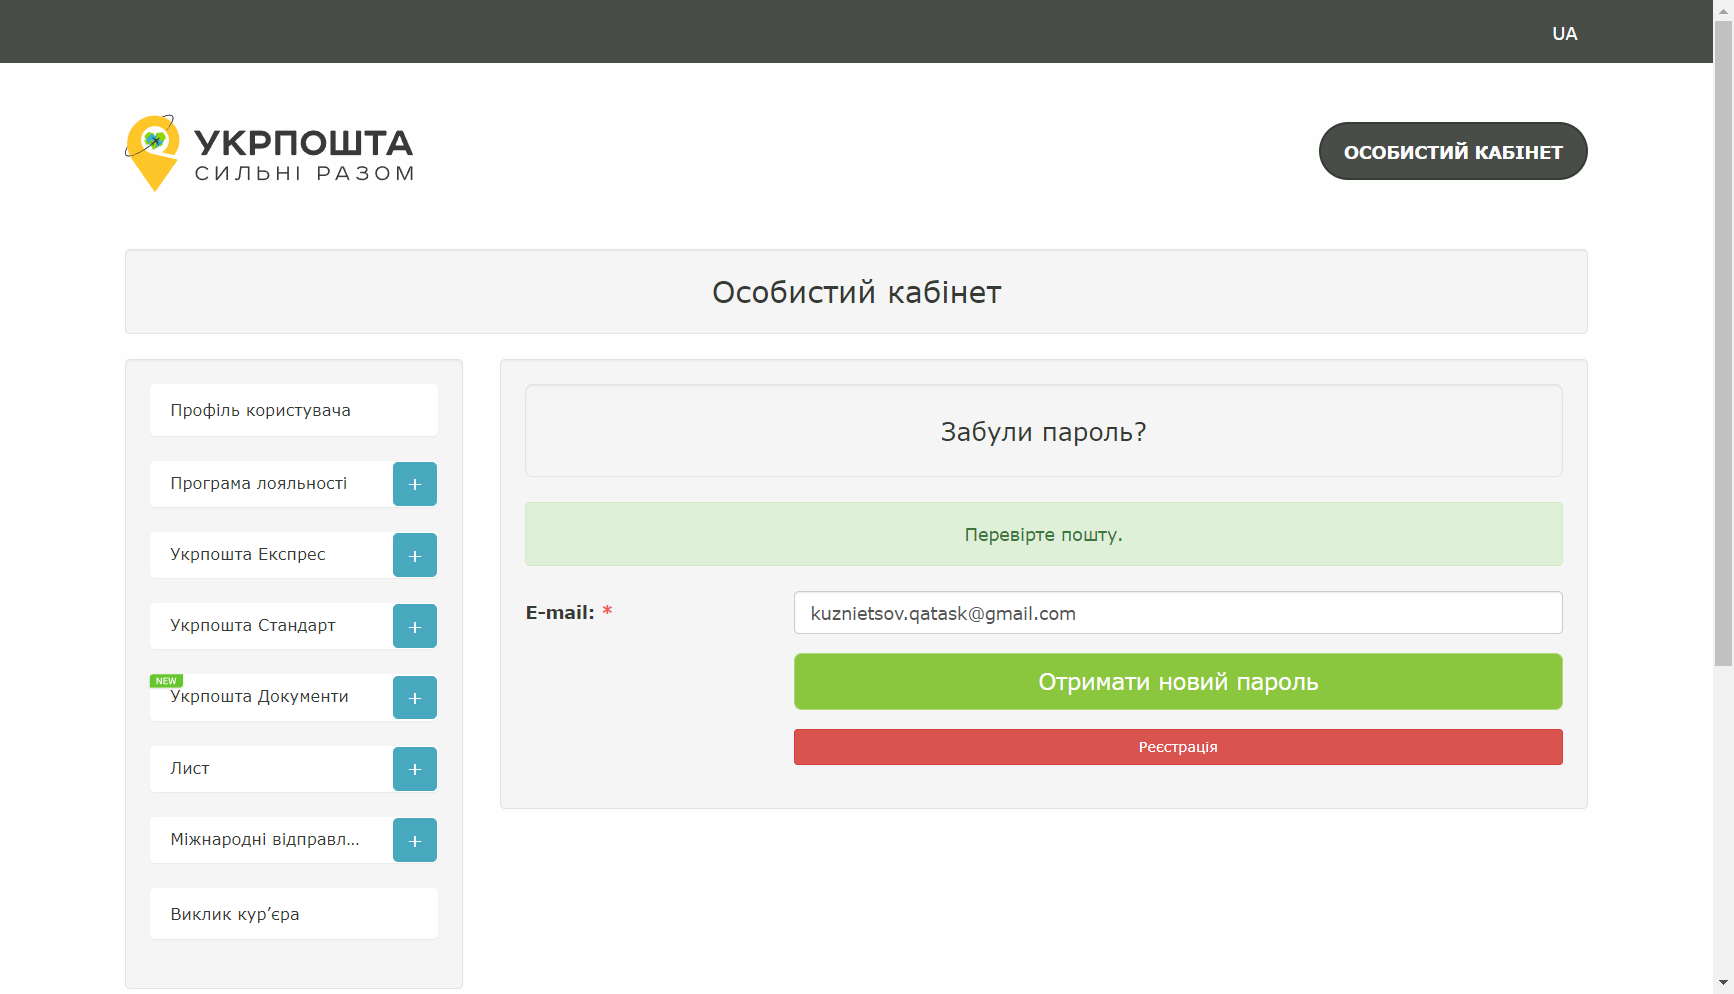 UA
УКРПОШТА
СИЛЬНІ РАЗОМ
ОСОБИСТИЙ КАБІНЕТ
Особистий кабінет
Профіль користувача
Програма лояльності
+
Укрпошта Експрес
+
Укрпошта Стандарт
+
NEW
Укрпошта Документи
+
Лист
+
Міжнародні відправл...
+
Виклик кур’єра
Забули пароль?
Перевірте пошту.
E-mail: *
kuznietsov.qatask@gmail.com
Отримати новий пароль
Реєстрація